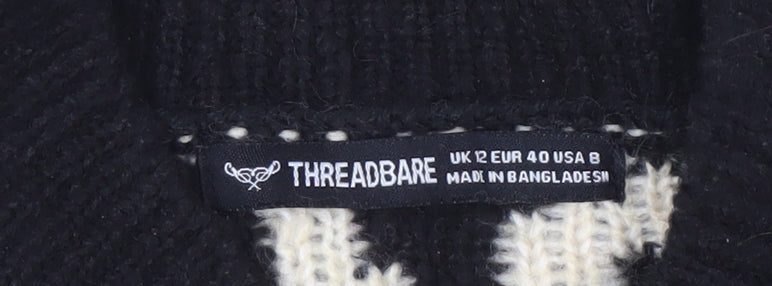 THREADBARE
UK 12 EUR 40 USA 8
MADE IN BANGLADESH